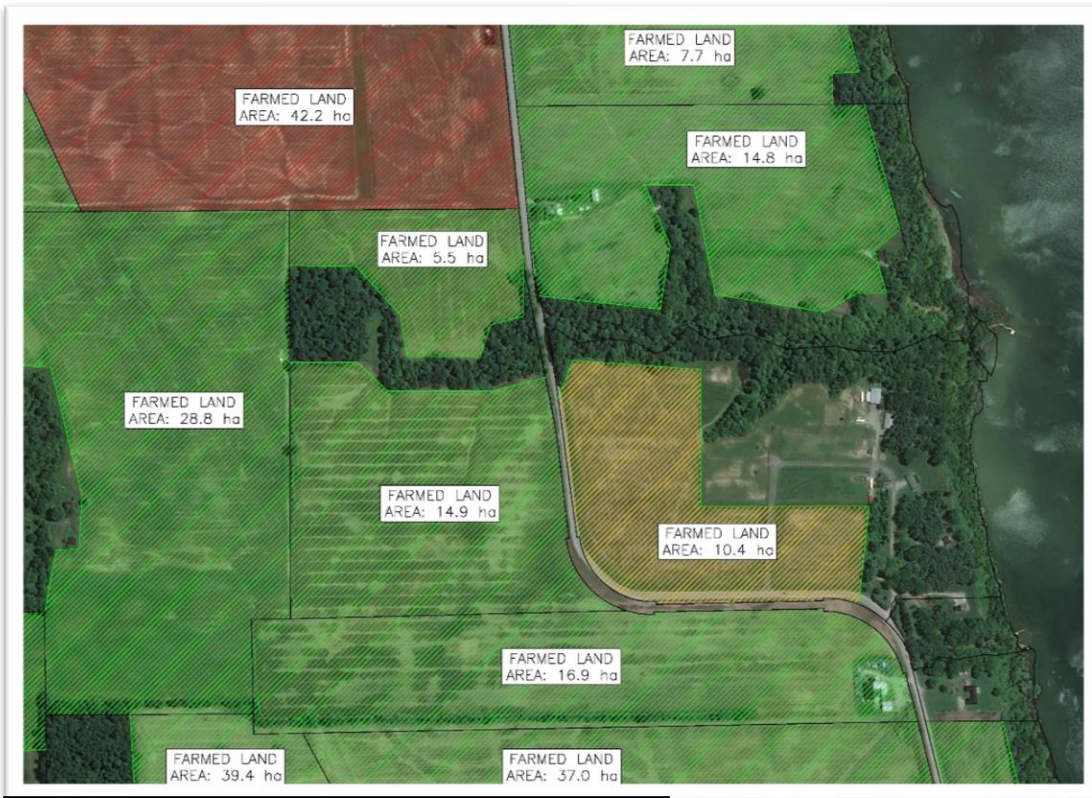 FARMED LAND
AREA: 7.7 ha
FARMED LAND
AREA: 42.2 ha
FARMED LAND
AREA: 14.8 ha
FARMED LAND
AREA: 5.5 ha
FARMED LAND
AREA: 28.8 ha
FARMED LAND
AREA: 14.9 ha
FARMED LAND
AREA: 10.4 ha
FARMED LAND
AREA: 16.9 ha
FARMED LAND
AREA: 39.4 ha
FARMED LAND
AREA: 37.0 ha